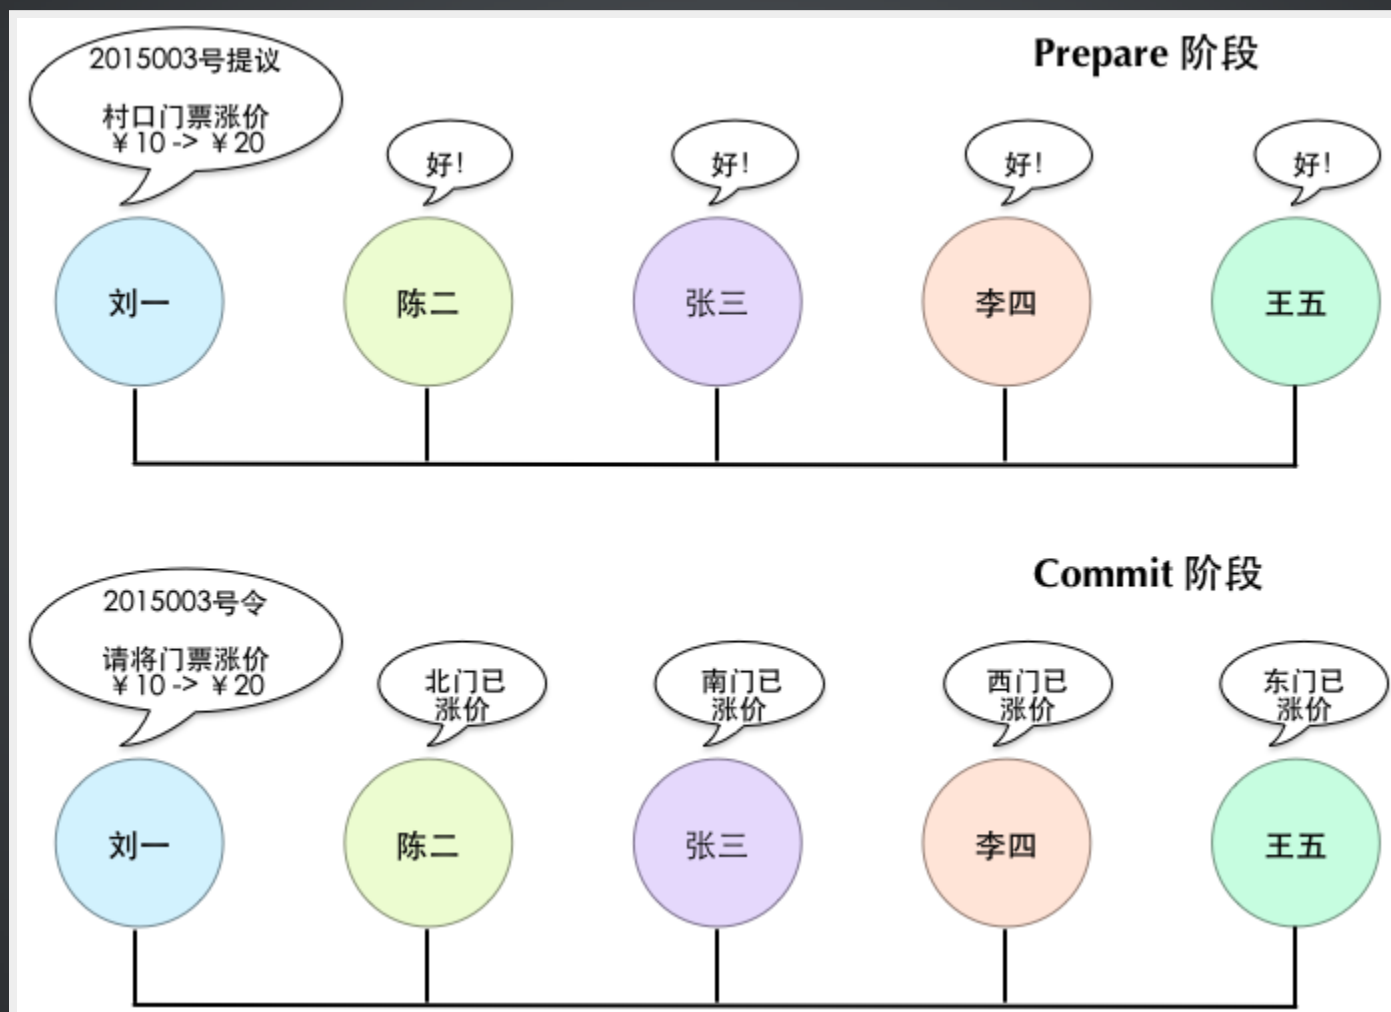 Prepare 阶段
2015003号提议
村口门票涨价
￥10 -> ￥20
好!
好!
好!
好!
刘一
陈二
张三
李四
王五
Commit 阶段
2015003号令
请将门票涨价
￥10 -> ￥20
北门已
涨价
南门已
涨价
西门已
涨价
东门已
涨价
刘一
陈二
张三
李四
王五